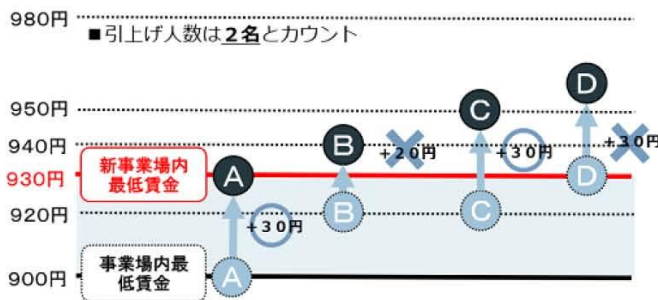 980円
■引上げ人数は２名とカウント
950円
940円
930円
920円
900円
新事業場内
最低賃金
事業場内最
低賃金
A
+30円
A
B
+20円
B
C
+30円
C
D
+30円
D